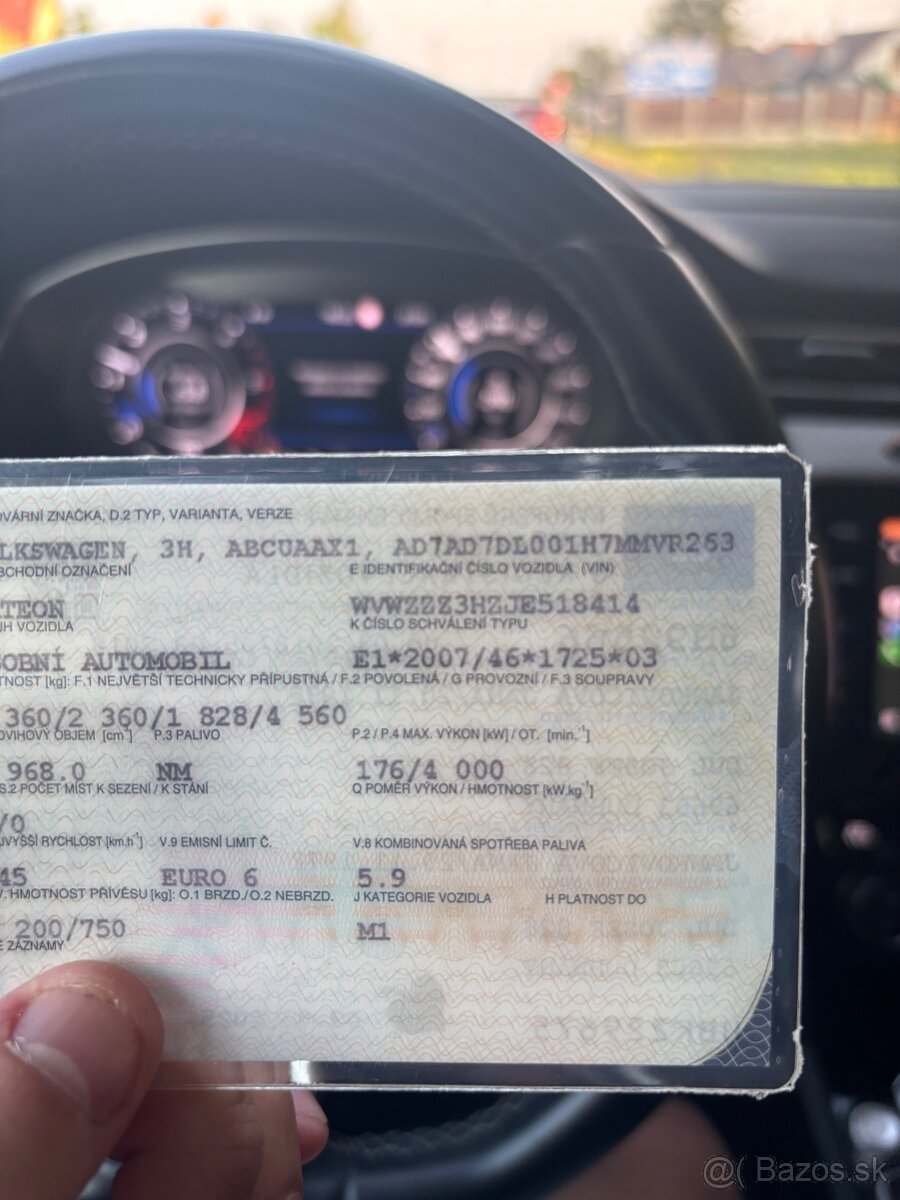 OVÁRNÍ ZNAČKA, D.2 TYP, VARIANTA, VERZE
LKSWAGEN, 3H, ABCUAAX1, AD7AD7DL001H7MMVR263
BCHODNÍ OZNAČENÍ E IDENTIFIKAČNÍ ČÍSLO VOZIDLA (VIN)
TEON WVWZZZ3HZJE518414
UH VOZIDLA K ČÍSLO SCHVÁLENÍ TYPU
OBNÍ AUTOMOBIL E1*2007/46*1725*03
TNOST [kg]: F.1 NEJVĚTŠÍ TECHNICKY PŘÍPUSTNÁ / F.2 POVOLENÁ / G PROVOZNÍ / F.3 SOUPRAVY
360/2 360/1 828/4 560
DVIHOVÝ OBJEM [cm³] P.3 PALIVO P.2 / P.4 MAX. VÝKON [kW] / OT. [min.⁻¹]
968.0 NM 176/4 000
S.2 POČET MÍST K SEZENÍ / K STÁNÍ Q POMĚR VÝKON / HMOTNOST [kW.kg⁻¹]
/0
JVYŠŠÍ RYCHLOST [km.h⁻¹] V.9 EMISNÍ LIMIT Č. V.8 KOMBINOVANÁ SPOTŘEBA PALIVA
45 EURO 6 5.9
. HMOTNOST PŘÍVĚSU [kg]: O.1 BRZD./O.2 NEBRZD. J KATEGORIE VOZIDLA H PLATNOST DO
200/750 M1
É ZÁZNAMY
@( Bazos.sk